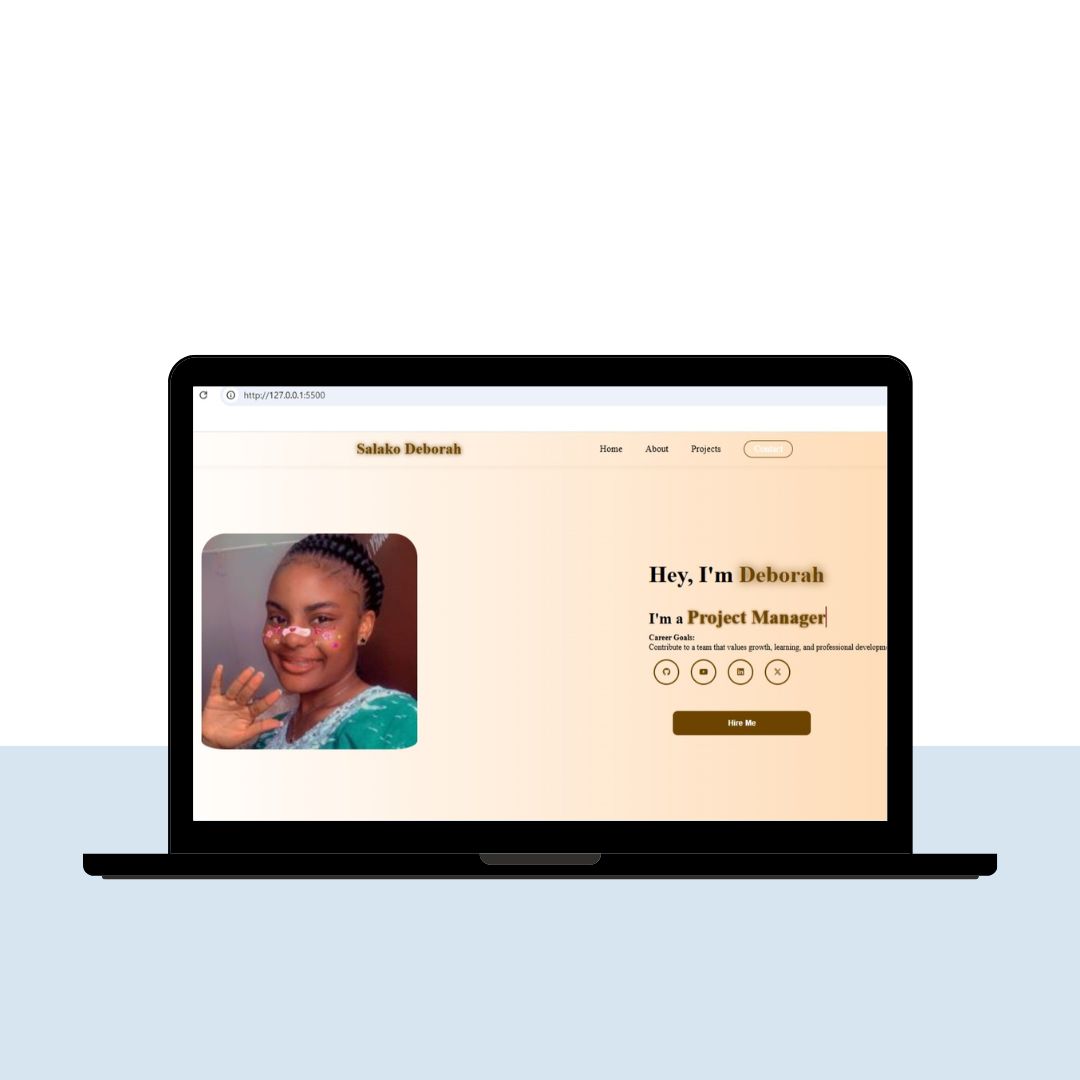 http://127.0.0.1:5500
Salako Deborah
Home About Projects Contact
Hey, I'm Deborah
I'm a Project Manager
Career Goals:
Contribute to a team that values growth, learning, and professional developm
Hire Me